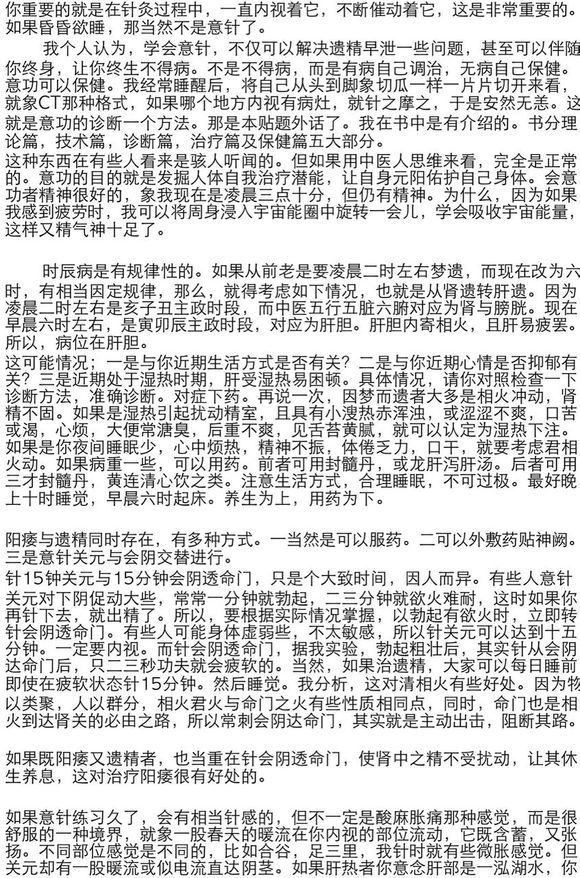 你重要的就是在针灸过程中，一直内视着它，不断催动着它，这是非常重要的。
如果昏昏欲睡，那当然不是意针了。
我个人认为，学会意针，不仅可以解决遗精早泄一些问题，甚至可以伴随
你终身，让你终生不得病。不是不得病，而是有病自己调治，无病自己保健。
意功可以保健。我经常睡醒后，将自己从头到脚象切瓜一样一片片切开来看，
就象CT那种格式，如果哪个地方内视有病灶，就针之摩之，于是安然无恙。这
就是意功的诊断一个方法。那是本贴题外话了。我在书中是有介绍的。书分理
论篇，技术篇，诊断篇，治疗篇及保健篇五大部分。
这种东西在有些人看来是骇人听闻的。但如果用中医人思维来看，完全是正常
的。意功的目的就是发掘人体自我治疗潜能，让自身元阳佑护自己身体。会意
功者精神很好的，象我现在是凌晨三点十分，但仍有精神。为什么，因为如果
我感到疲劳时，我可以将周身浸入宇宙能圈中旋转一会儿，学会吸收宇宙能量，
这样又精气神十足了。
时辰病是有规律性的。如果从前老是要凌晨二时左右梦遗，而现在改为六
时，有相当因定规律，那么，就得考虑如下情况，也就是从肾遗转肝遗。因为
凌晨二时左右是亥子丑主政时段，而中医五行五脏六腑对应为肾与膀胱。现在
早晨六时左右，是寅卯辰主政时段，对应为肝胆。肝胆内寄相火，且肝易疲罢。
所以，病位在肝胆。
这可能情况；一是与你近期生活方式是否有关？二是与你近期心情是否抑郁有
关？三是近期处于湿热时期，肝受湿热易困顿。具体情况，请你对照检查一下
诊断方法，准确诊断。对症下药。再说一次，因梦而遗者大多是相火冲动，肾
精不固。如果是湿热引起扰动精室，且具有小溲热赤浑浊，或涩涩不爽，口苦
或渴，心烦，大便常溏臭，后重不爽，见舌苔黄腻，就可以认定为湿热下注。
如果是你夜间睡眠少，心中烦热，精神不振，体倦乏力，口干，就要考虑君相
火动。如果病重一些，可以用药。前者可用封髓丹，或龙肝泻肝汤。后者可用
三才封髓丹，黄连清心饮之类。注意生活方式，合理睡眠，不可过极。最好晚
上十时睡觉，早晨六时起床。养生为上，用药为下。
阳痿与遗精同时存在，有多种方式。一当然是可以服药。二可以外敷药贴神阙。
三是意针关元与会阴交替进行。
针15钟关元与15分钟会阴透命门，只是个大致时间，因人而异。有些人意针
关元对下阴促动大些，常常一分钟就勃起，二三分钟就欲火难耐，这时如果你
再针下去，就出精了。所以，要根据实际情况掌握，以勃起有欲火时，立即转
针会阴透命门。有些人可能身体虚弱些，不太敏感，所以针关元可以达到十五
分钟。一定要内视。而针会阴透命门，据我实验，勃起粗壮后，其实针从会阴
达命门后，只二三秒功夫就会疲软的。当然，如果治遗精，大家可以每日睡前
即使在疲软状态针15分钟。然后睡觉。我分析，这对清相火有些好处。因为物
以类聚，人以群分，相火君火与命门之火有些性质相同点，同时，命门也是相
火到达肾关的必由之路，所以常刺会阴达命门，其实就是主动出击，阻断其路。
如果既阳痿又遗精者，也当重在针会阴透命门，使肾中之精不受扰动，让其休
生养息，这对治疗阳痿很有好处的。
如果意针练习久了，会有相当针感的，但不一定是酸麻胀痛那种感觉，而是很
舒服的一种境界，就象一股春天的暖流在你内视的部位流动，它既含蓄，又张
扬。不同部位感觉是不同的，比如合谷，足三里，我针时就有些微胀感觉。但
关元却有一股暖流或似电流直达阴茎。如果肝热者你意念肝部是一泓湖水，你